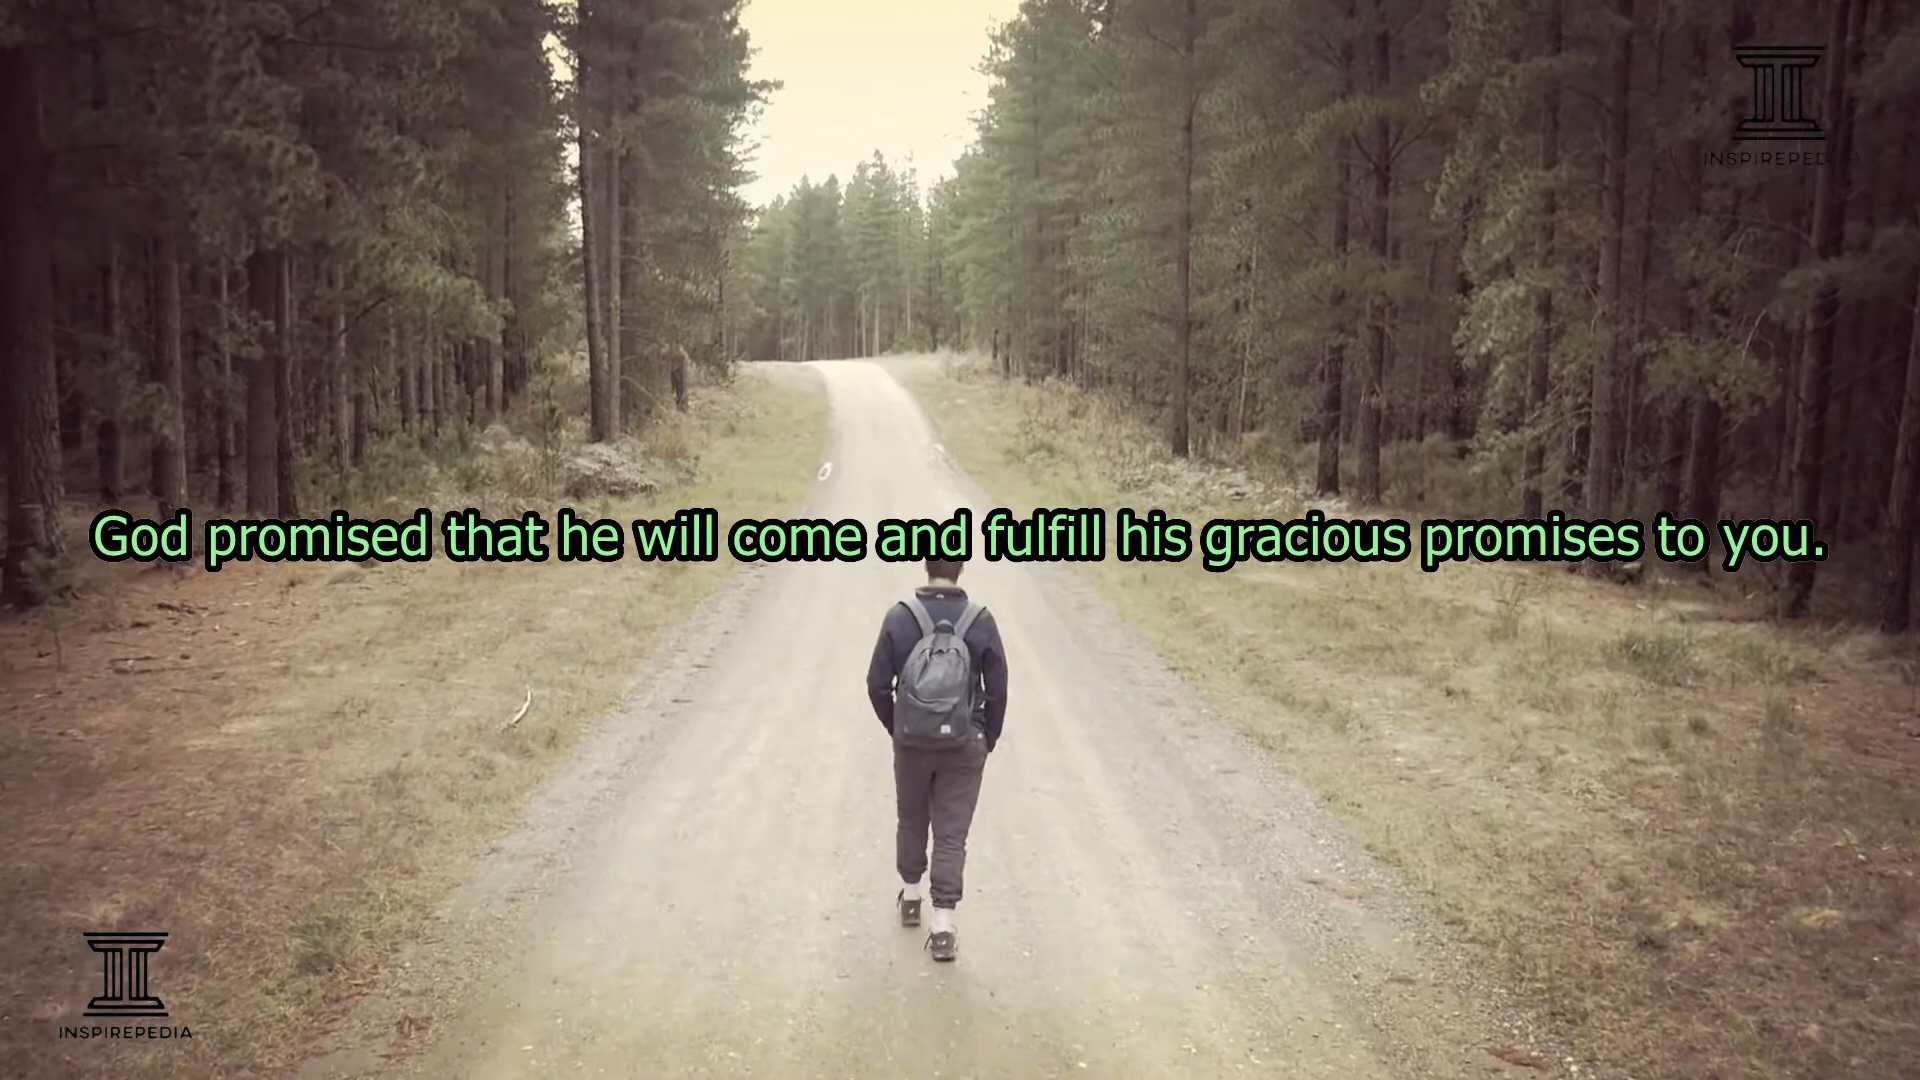 INSPIREPEDIA
God promised that he will come and fulfill his gracious promises to you.
INSPIREPEDIA